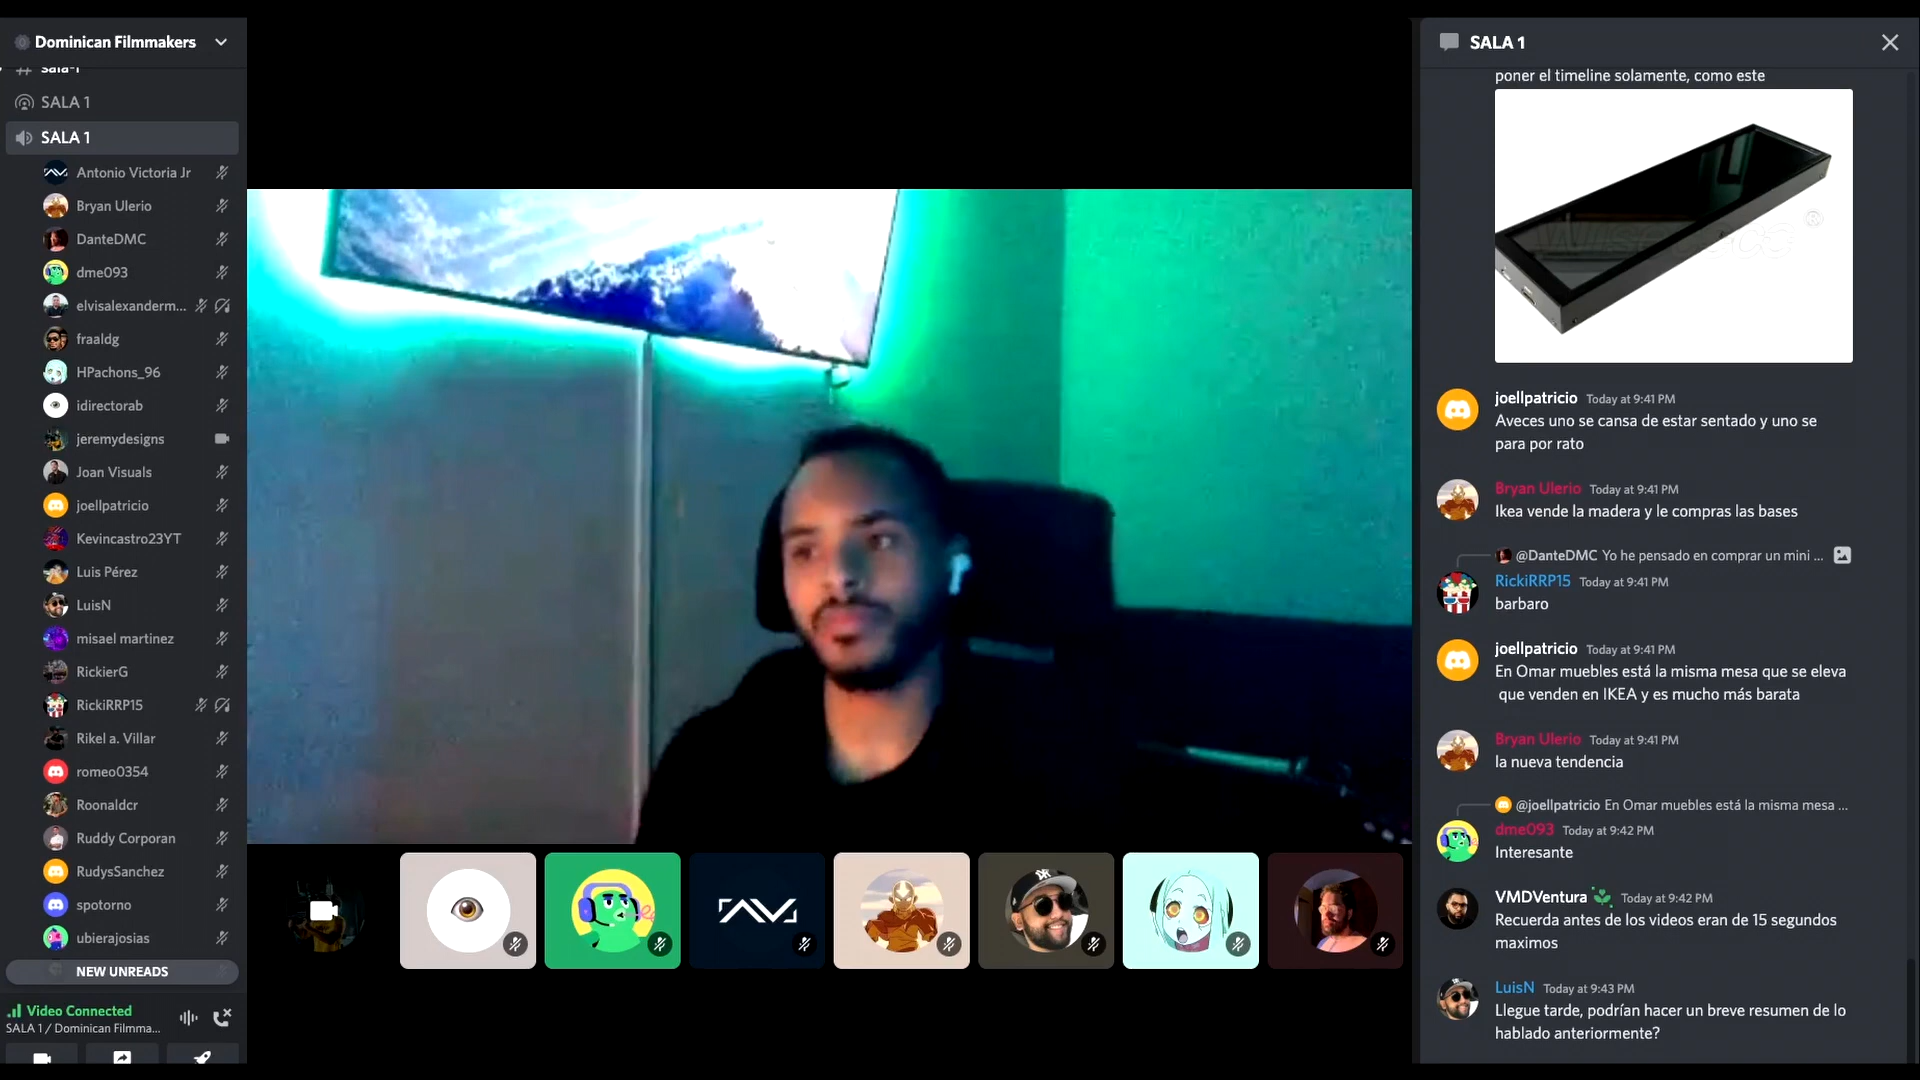 Dominican Filmmakers
sala-1
SALA 1
SALA 1
Antonio Victoria Jr
Bryan Ulerio
DanteDMC
dme093
elvisalexanderm...
fraaldg
HPachons_96
idirectorab
jeremydesigns
Joan Visuals
joellpatricio
Kevincastro23YT
Luis Pérez
LuisN
misael martinez
RickierG
RickiRRP15
Rikel a. Villar
romeo0354
Roonaldcr
Ruddy Corporan
RudysSanchez
spotorno
ubierajosias
NEW UNREADS
Video Connected
SALA 1 / Dominican Filmma...
SALA 1
poner el timeline solamente, como este
joellpatricio Today at 9:41 PM
Aveces uno se cansa de estar sentado y uno se
para por rato
Bryan Ulerio Today at 9:41 PM
Ikea vende la madera y le compras las bases
@DanteDMC Yo he pensado en comprar un mini ...
RickiRRP15 Today at 9:41 PM
barbaro
joellpatricio Today at 9:41 PM
En Omar muebles está la misma mesa que se eleva
que venden en IKEA y es mucho más barata
Bryan Ulerio Today at 9:41 PM
la nueva tendencia
@joellpatricio En Omar muebles está la misma mesa ...
dme093 Today at 9:42 PM
Interesante
VMDVentura Today at 9:42 PM
Recuerda antes de los videos eran de 15 segundos
maximos
LuisN Today at 9:43 PM
Llegue tarde, podrían hacer un breve resumen de lo
hablado anteriormente?